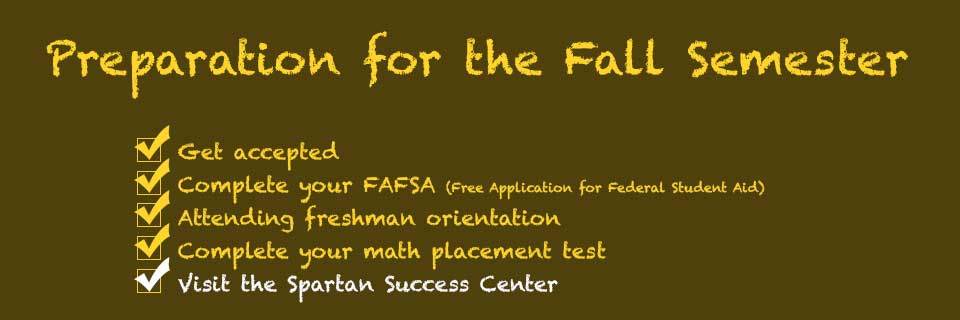 Preparation for the Fall Semester
Get accepted
Complete your FAFSA (Free Application for Federal Student Aid)
Attending freshman orientation
Complete your math placement test
Visit the Spartan Success Center